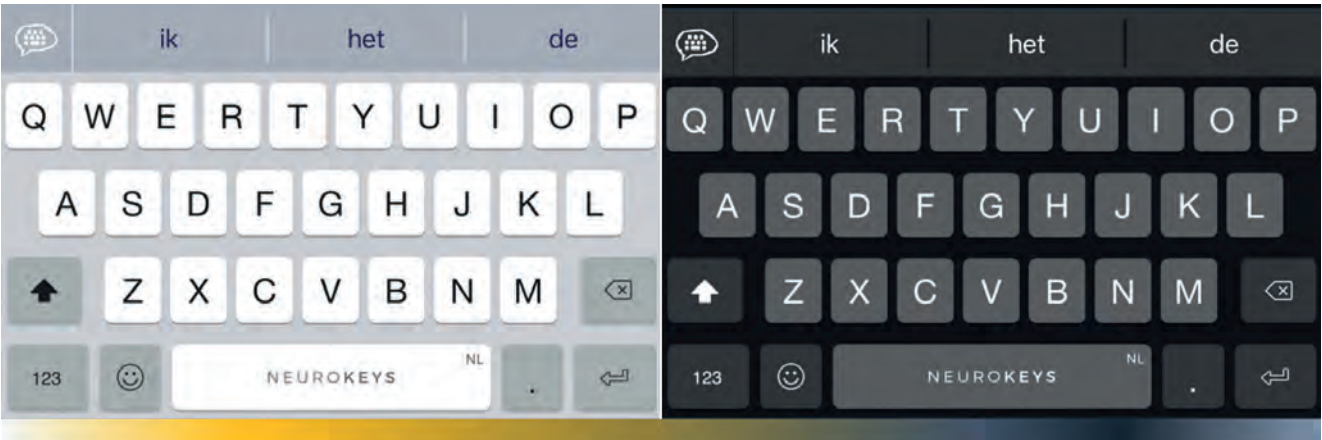 ik het de
Q W E R T Y U I O P
A S D F G H J K L
Z X C V B N M
123 NEUROKEYS NL .
ik het de
Q W E R T Y U I O P
A S D F G H J K L
Z X C V B N M
123 NEUROKEYS NL .